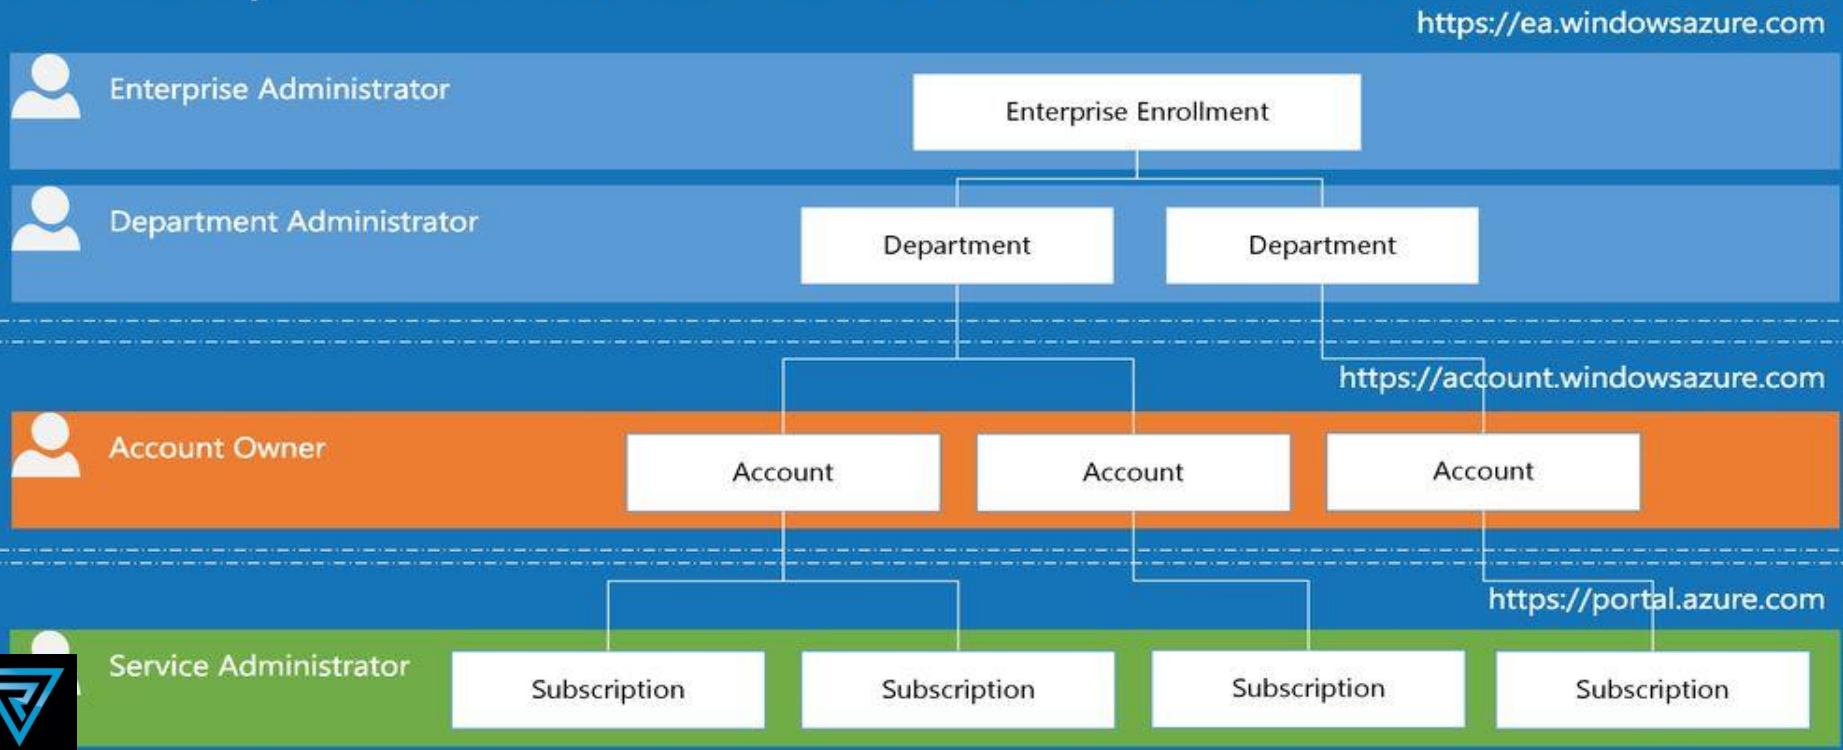 https://ea.windowsazure.com
Enterprise Administrator
Enterprise Enrollment
Department Administrator
Department
Department
https://account.windowsazure.com
Account Owner
Account
Account
Account
https://portal.azure.com
Service Administrator
Subscription
Subscription
Subscription
Subscription